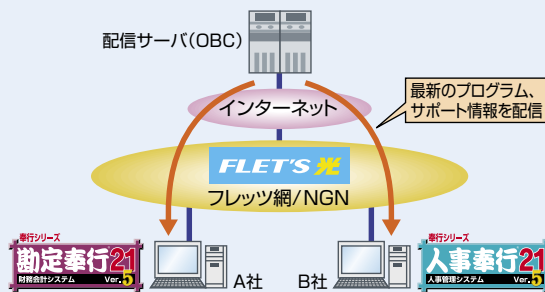 配信サーバ(OBC)
インターネット
最新のプログラム、
サポート情報を配信
FLET'S 光
フレッツ網/NGN
奉行シリーズ
勘定奉行21
財務会計システム Ver.5
A社
B社
奉行シリーズ
人事奉行21
人事管理システム Ver.5